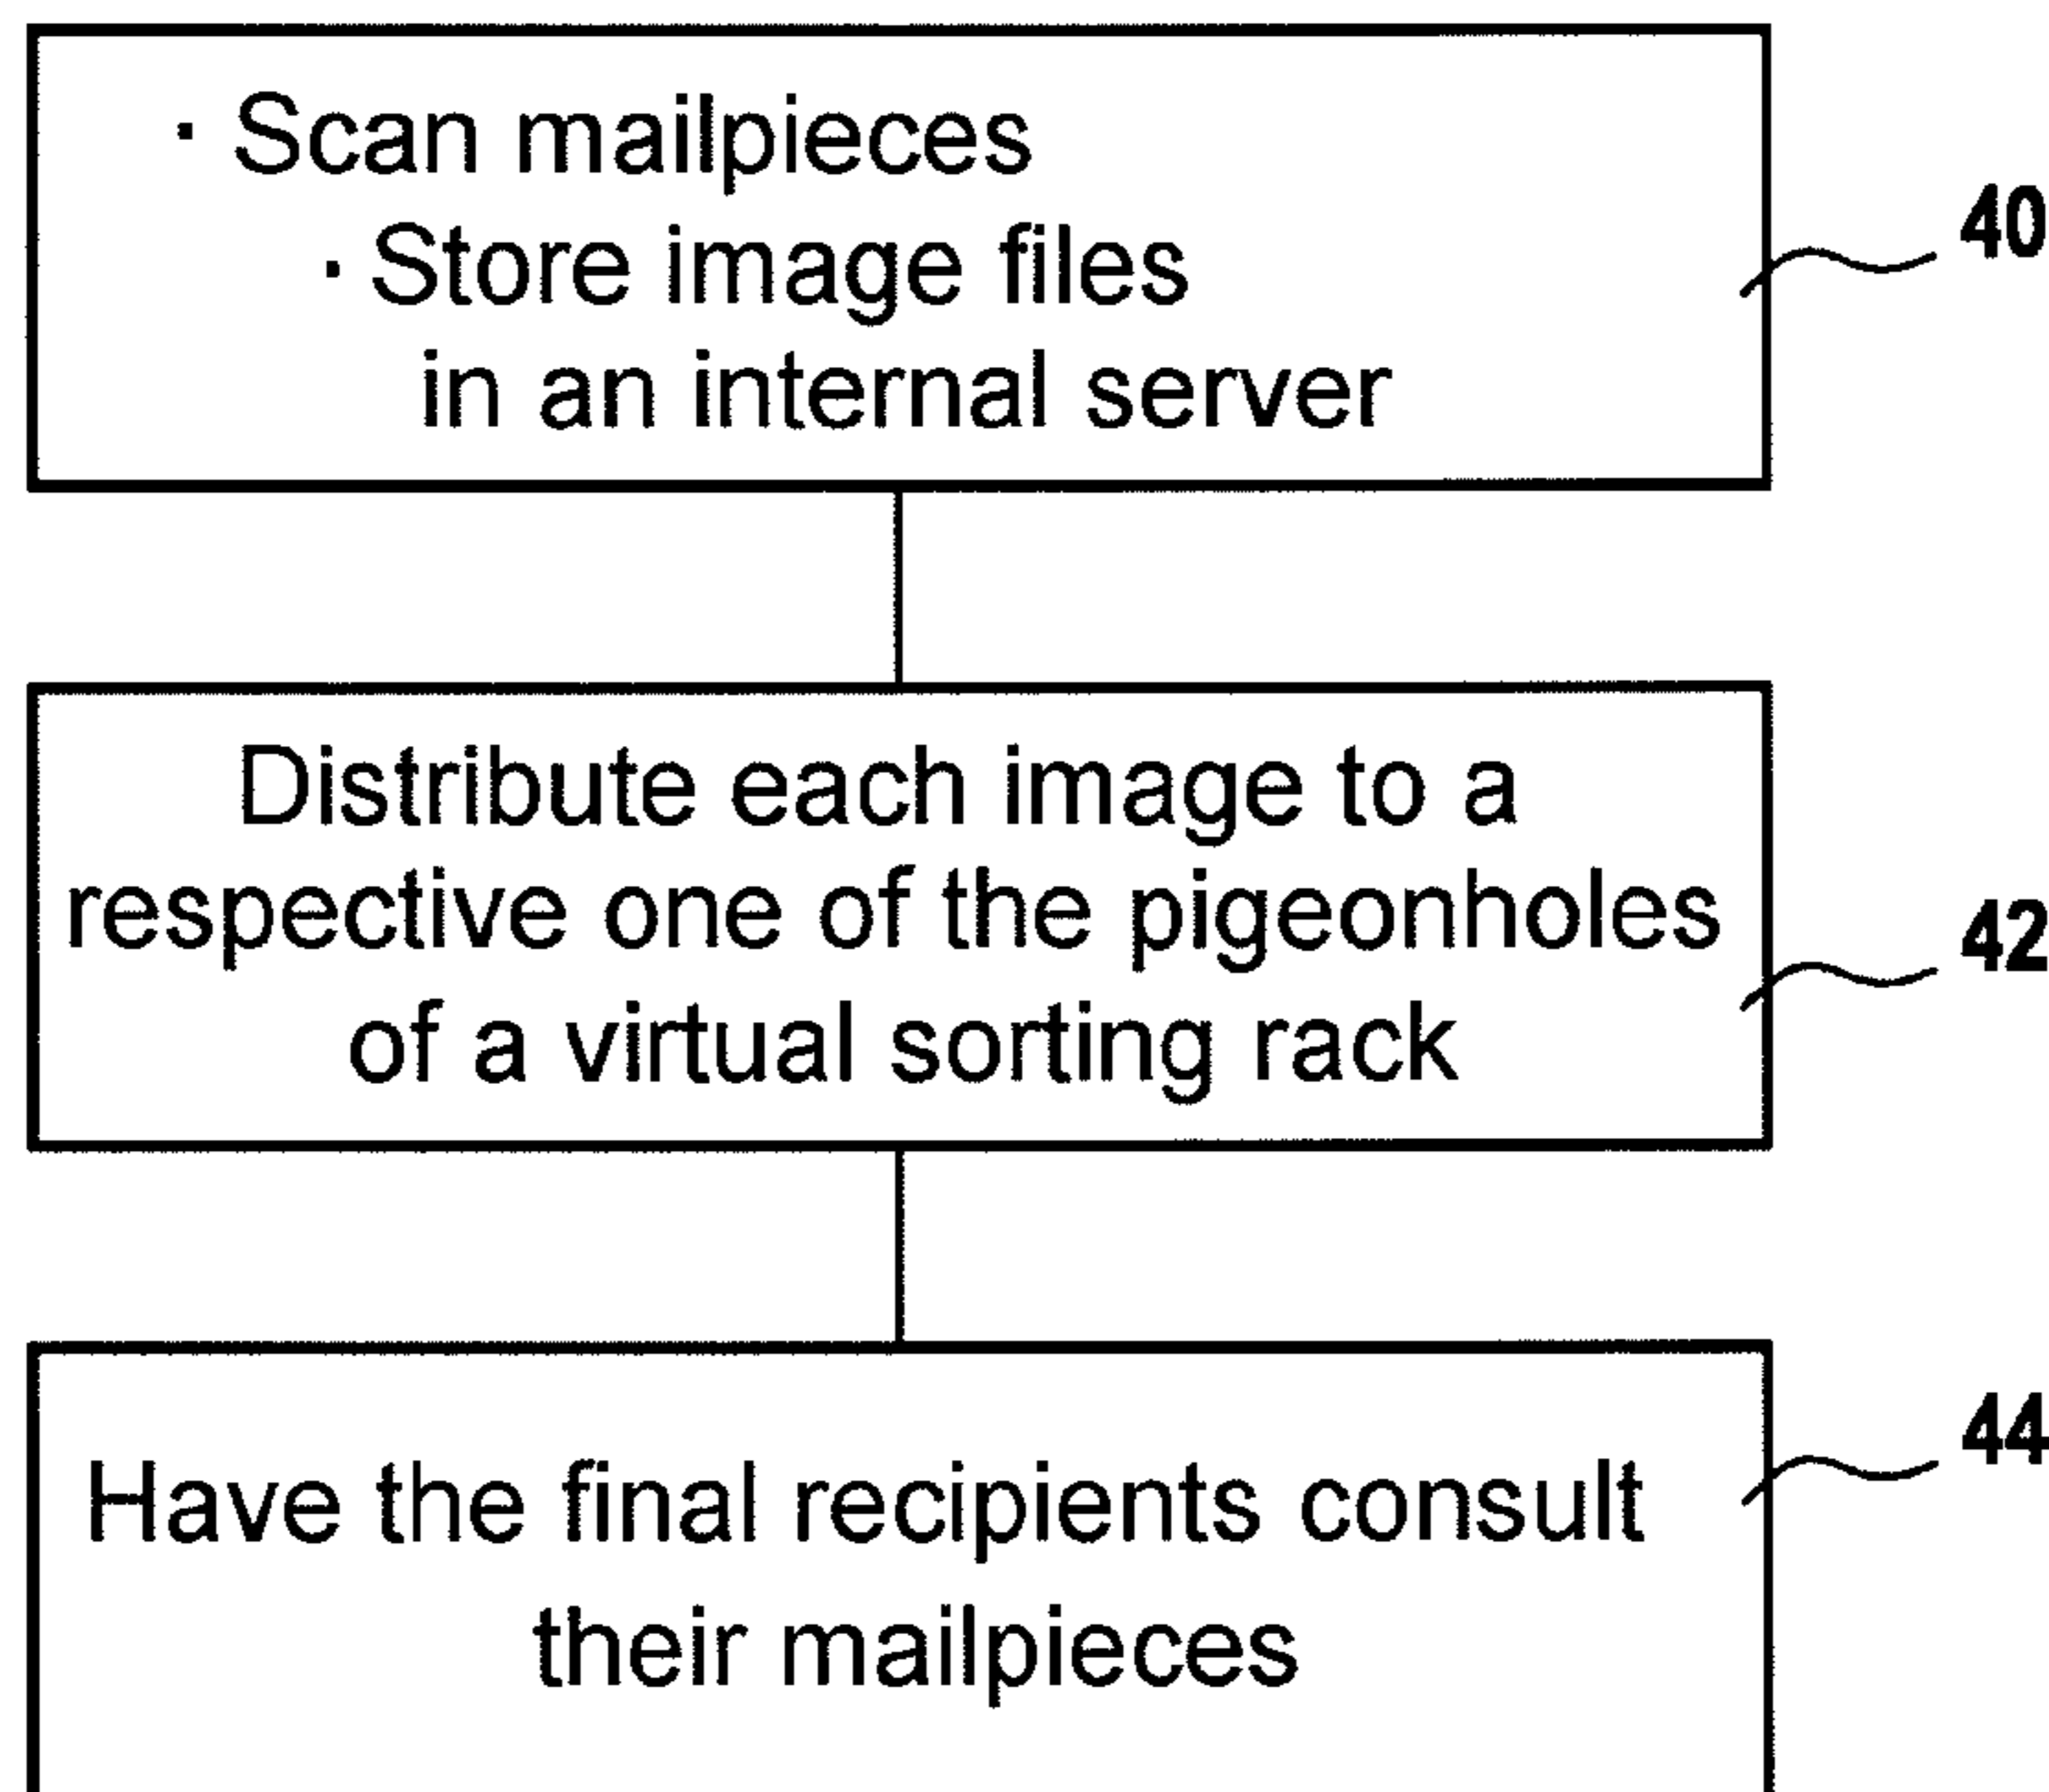 · Scan mailpieces
· Store image files
in an internal server
40
Distribute each image to a
respective one of the pigeonholes
of a virtual sorting rack
42
Have the final recipients consult
their mailpieces
44